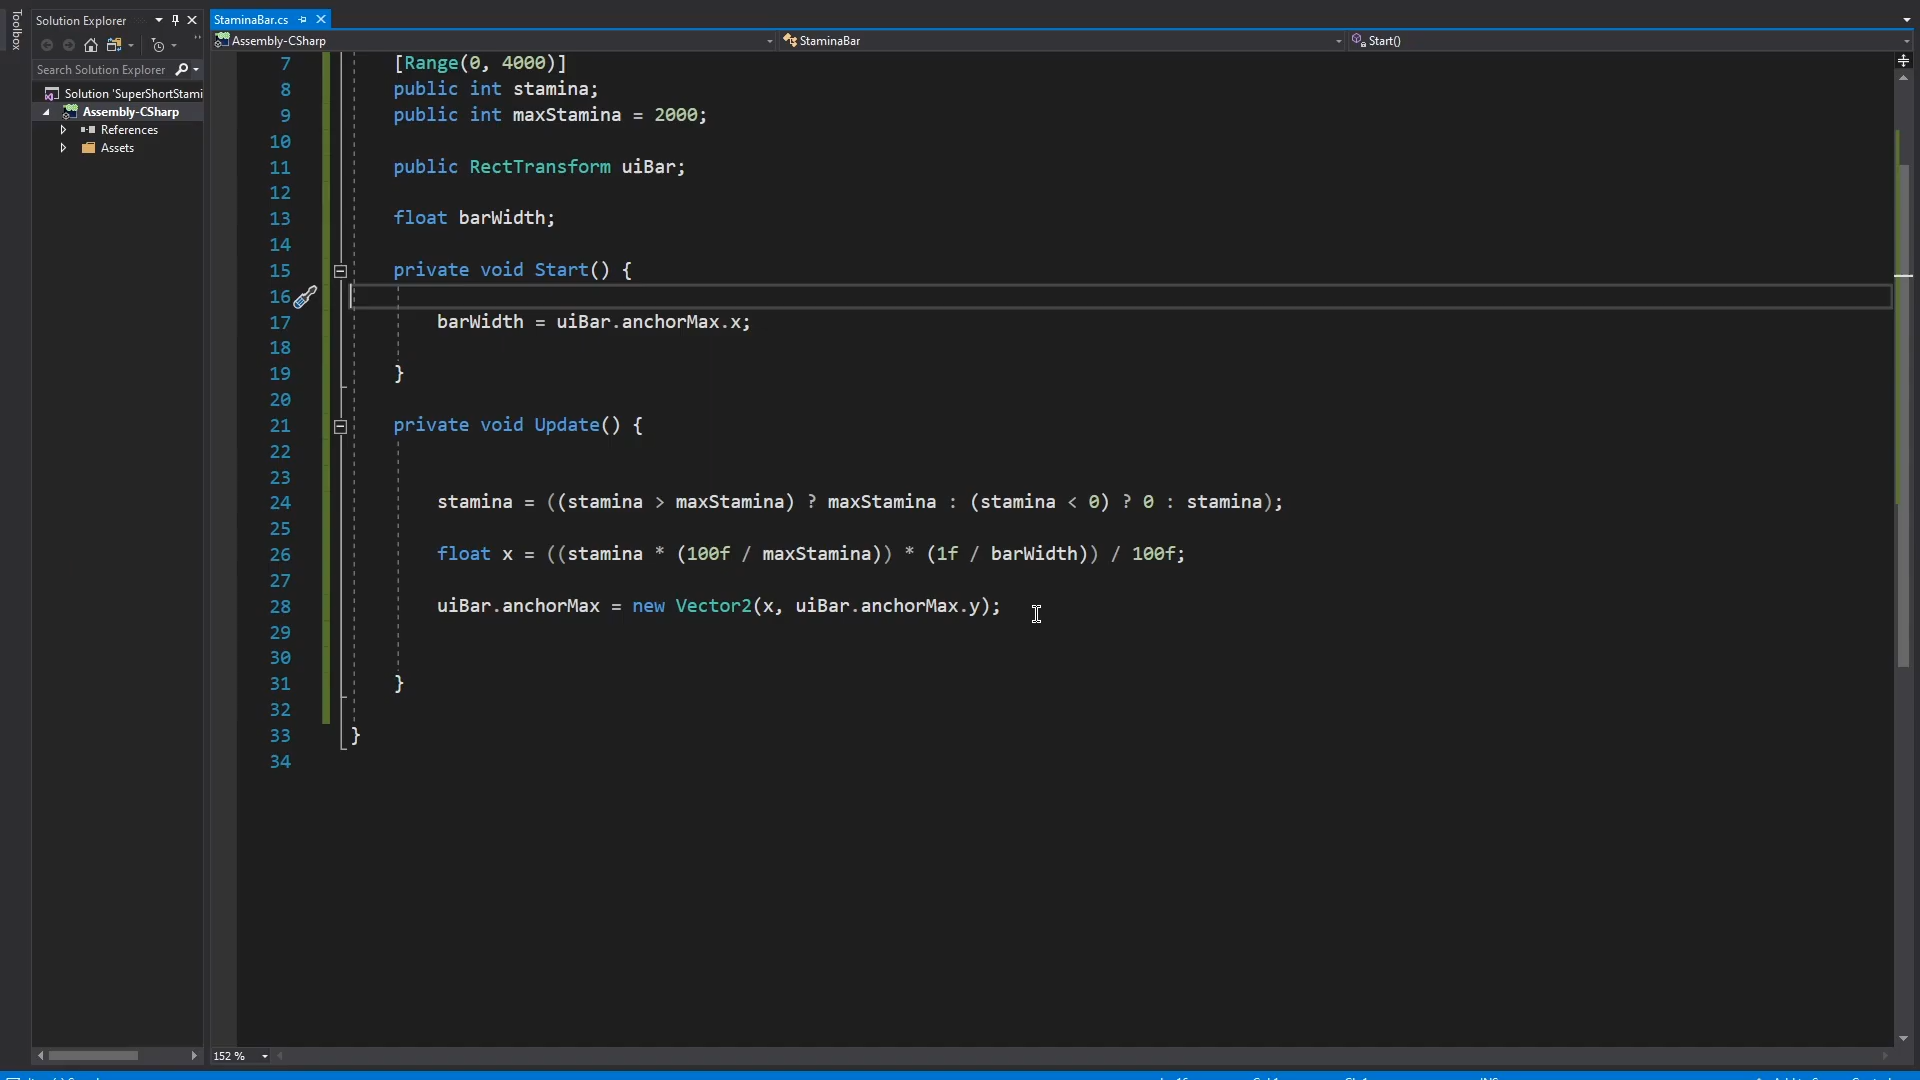 Toolbox
Solution Explorer
Search Solution Explorer
Solution 'SuperShortStami
Assembly-CSharp
References
Assets
StaminaBar.cs
Assembly-CSharp
StaminaBar
Start()
7 [Range(0, 4000)]
8 public int stamina;
9 public int maxStamina = 2000;
10
11 public RectTransform uiBar;
12
13 float barWidth;
14
15 private void Start() {
16
17 barWidth = uiBar.anchorMax.x;
18
19 }
20
21 private void Update() {
22
23
24 stamina = ((stamina > maxStamina) ? maxStamina : (stamina < 0) ? 0 : stamina);
25
26 float x = ((stamina * (100f / maxStamina)) * (1f / barWidth)) / 100f;
27
28 uiBar.anchorMax = new Vector2(x, uiBar.anchorMax.y);
29
30
31 }
32
33 }
34
152 %